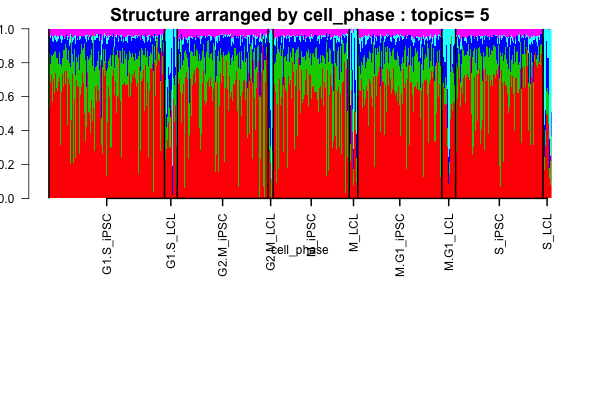 Structure arranged by cell_phase : topics= 5
1.0
0.8
0.6
0.4
0.2
0.0
G1.S_iPSC
G1.S_LCL
G2.M_iPSC
G2.M_LCL
M_iPSC
M_LCL
M.G1_iPSC
M.G1_LCL
S_iPSC
S_LCL
cell_phase